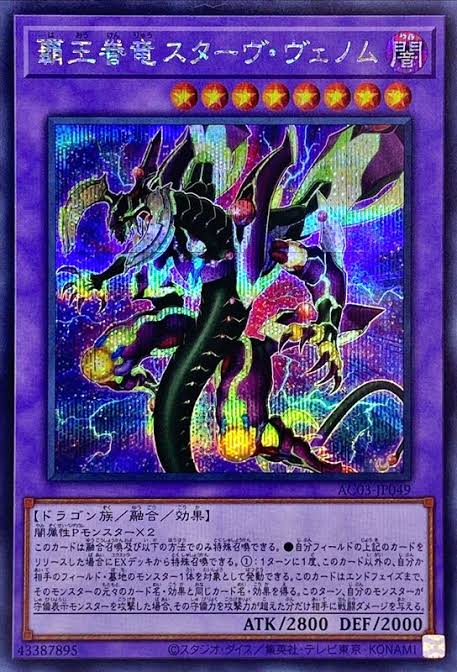 覇王眷竜スターヴ・ヴェノム 闇
AC03-JP049
【ドラゴン族/融合/効果】
闇属性PモンスターX2
このカードは融合召喚及び以下の方法でのみ特殊召喚できる。●自分フィールドの上記のカードを
リリースした場合にEXデッキから特殊召喚できる。①:1ターンに1度、このカード以外の、自分か
相手のフィールド・墓地のモンスター1体を対象として発動できる。このカードはエンドフェイズまで、
そのモンスターの元々のカード名・効果と同じカード名・効果を得る。このターン、自分のモンスターが
守備表示モンスターを攻撃した場合、その守備力を攻撃力が超えた分だけ相手に戦闘ダメージを与える。
ATK/2800 DEF/2000
43387895 ©スタジオ・ダイス/集英社・テレビ東京・KONAMI